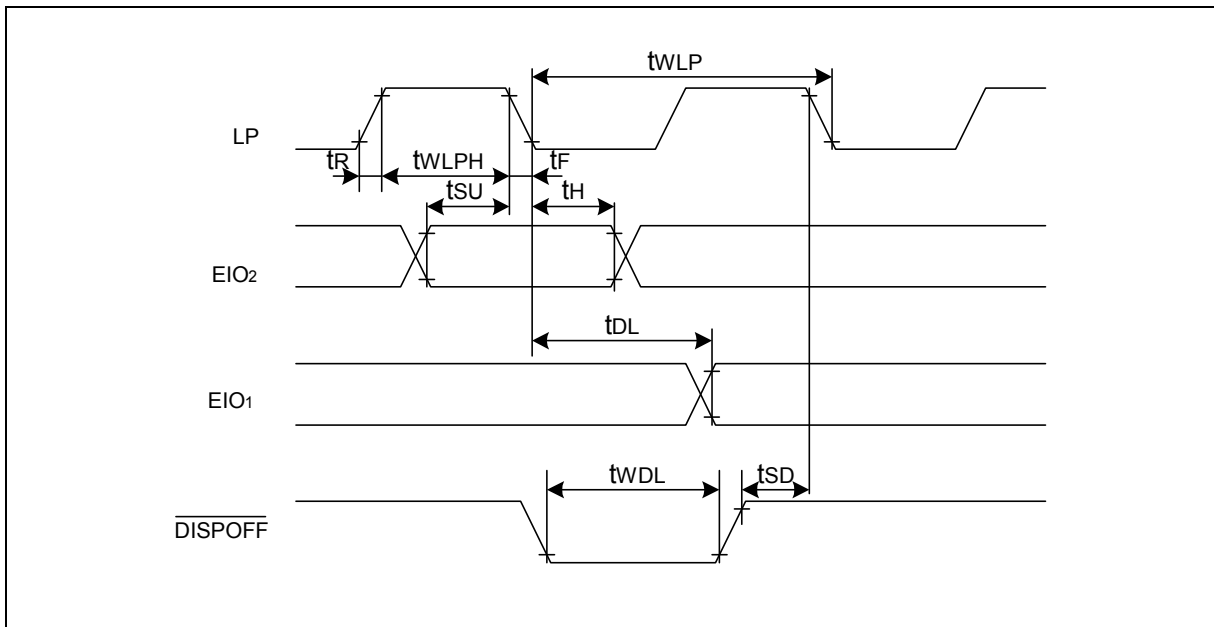 tWLP
LP
tR tWLPH tF
tSU tH
EIO2
tDL
EIO1
tWDL tSD
DISPOFF